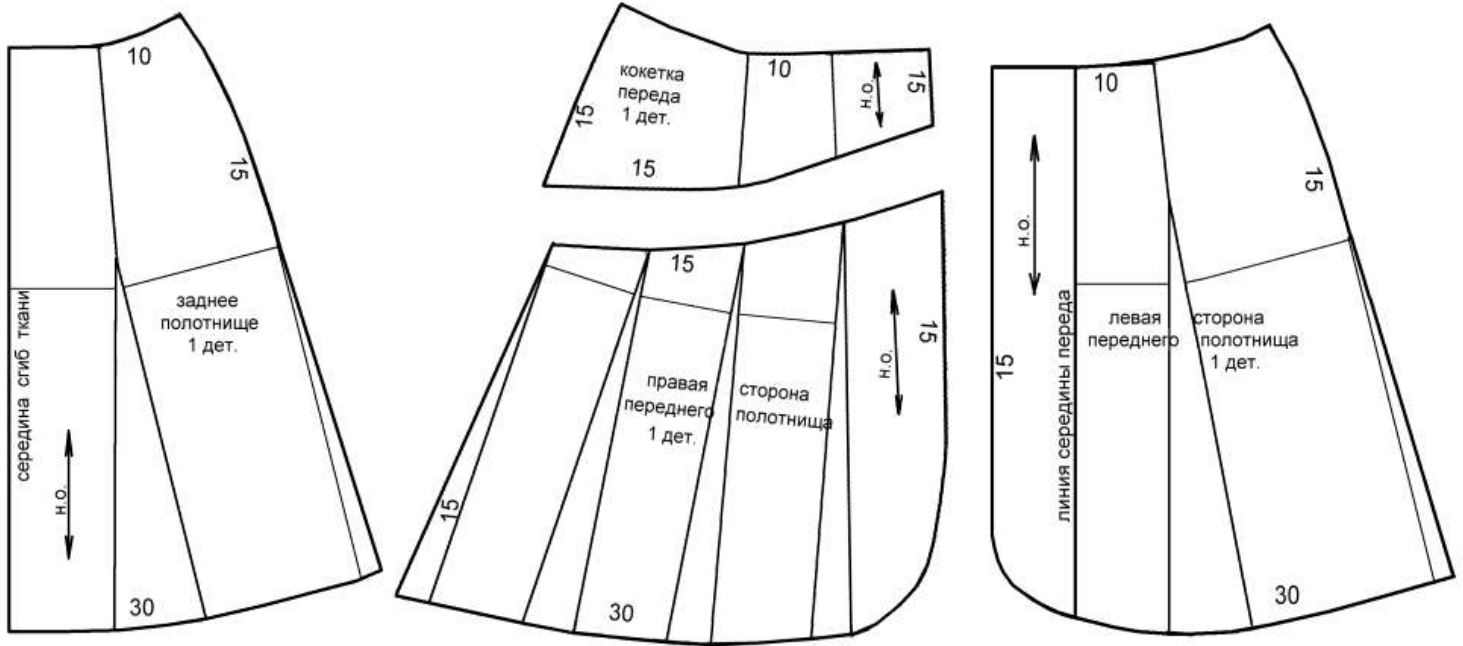 10
15
середина сгиб ткани
н.о.
заднее
полотнище
1 дет.
30
кокетка
переда
1 дет.
10
н.о.
15
15
15
15
15
н.о.
правая сторона
переднего полотнища
1 дет.
15
30
10
15
н.о.
линия середины переда
15
левая сторона
переднего полотнища
1 дет.
30